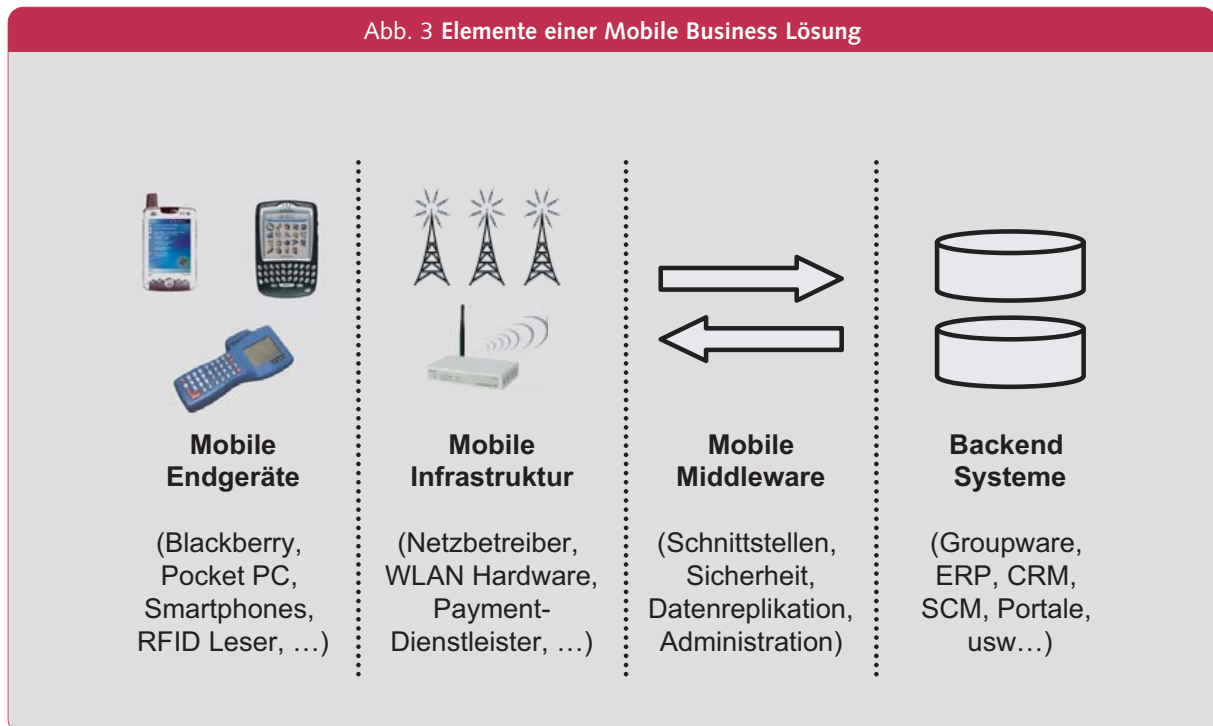 Abb. 3 Elemente einer Mobile Business Lösung
Mobile
Endgeräte
(Blackberry,
Pocket PC,
Smartphones,
RFID Leser, …)
Mobile
Infrastruktur
(Netzbetreiber,
WLAN Hardware,
Payment-
Dienstleister, …)
Mobile
Middleware
(Schnittstellen,
Sicherheit,
Datenreplikation,
Administration)
Backend
Systeme
(Groupware,
ERP, CRM,
SCM, Portale,
usw…)